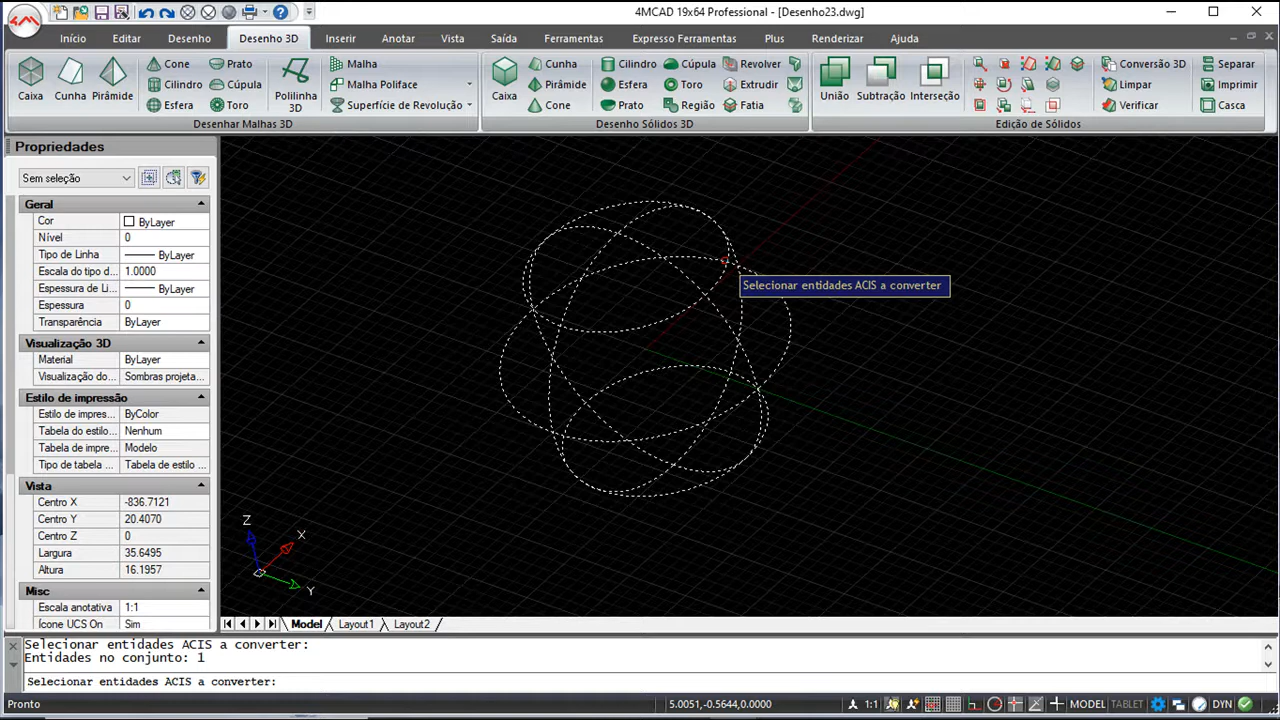 4MCAD 19x64 Professional - [Desenho23.dwg]
Início Editar Desenho Desenho 3D Inserir Anotar Vista Saída Ferramentas Expresso Ferramentas Plus Renderizar Ajuda
Caixa Cunha Pirâmide
Cone Prato
Cilindro Cúpula
Esfera Toro
Polilinha 3D
Malha
Malha Poliface
Superfície de Revolução
Desenhar Malhas 3D
Caixa
Cunha Cilindro Cúpula Revolver
Pirâmide Esfera Toro Extrudir
Cone Prato Região Fatia
Desenho Sólidos 3D
União Subtração Interseção
Conversão 3D Separar
Limpar Imprimir
Verificar Casca
Edição de Sólidos
Propriedades
Sem seleção
Geral
Cor ByLayer
Nível 0
Tipo de Linha ByLayer
Escala do tipo d... 1.0000
Espessura de Li... ByLayer
Espessura 0
Transparência ByLayer
Visualização 3D
Material ByLayer
Visualização do... Sombras projeta...
Estilo de impressão
Estilo de impres... ByColor
Tabela do estilo... Nenhum
Tabela de impre... Modelo
Tipo de tabela ... Tabela de estilo ...
Vista
Centro X -836.7121
Centro Y 20.4070
Centro Z 0
Largura 35.6495
Altura 16.1957
Misc
Escala anotativa 1:1
Ícone UCS On Sim
Selecionar entidades ACIS a converter
Z
X
Y
Model Layout1 Layout2
Selecionar entidades ACIS a converter:
Entidades no conjunto: 1
Selecionar entidades ACIS a converter:
Pronto 5.0051,-0.5644,0.0000 1:1 MODEL TABLET DYN